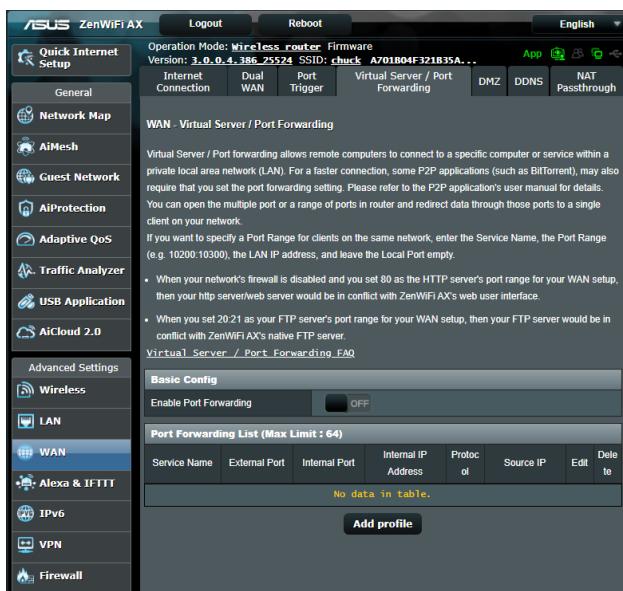 ASUS ZenWiFi AX Logout Reboot English
Quick Internet Setup
General
Network Map
AiMesh
Guest Network
AiProtection
Adaptive QoS
Traffic Analyzer
USB Application
AiCloud 2.0
Advanced Settings
Wireless
LAN
WAN
Alexa & IFTTT
IPv6
VPN
Firewall
Operation Mode: Wireless router Firmware
Version: 3.0.0.4.386_25524 SSID: chuck A701B04F321B35A... App
Internet Connection
Dual WAN
Port Trigger
Virtual Server / Port Forwarding
DMZ
DDNS
NAT Passthrough
WAN - Virtual Server / Port Forwarding
Virtual Server / Port forwarding allows remote computers to connect to a specific computer or service within a
private local area network (LAN). For a faster connection, some P2P applications (such as BitTorrent), may also
require that you set the port forwarding setting. Please refer to the P2P application's user manual for details.
You can open the multiple port or a range of ports in router and redirect data through those ports to a single
client on your network.
If you want to specify a Port Range for clients on the same network, enter the Service Name, the Port Range
(e.g. 10200:10300), the LAN IP address, and leave the Local Port empty.
• When your network's firewall is disabled and you set 80 as the HTTP server's port range for your WAN setup,
then your http server/web server would be in conflict with ZenWiFi AX's web user interface.
• When you set 20:21 as your FTP server's port range for your WAN setup, then your FTP server would be in
conflict with ZenWiFi AX's native FTP server.
Virtual Server / Port Forwarding FAQ
Basic Config
Enable Port Forwarding OFF
Port Forwarding List (Max Limit : 64)
Service Name
External Port
Internal Port
Internal IP Address
Protoc
ol
Source IP
Edit
Dele
te
No data in table.
Add profile